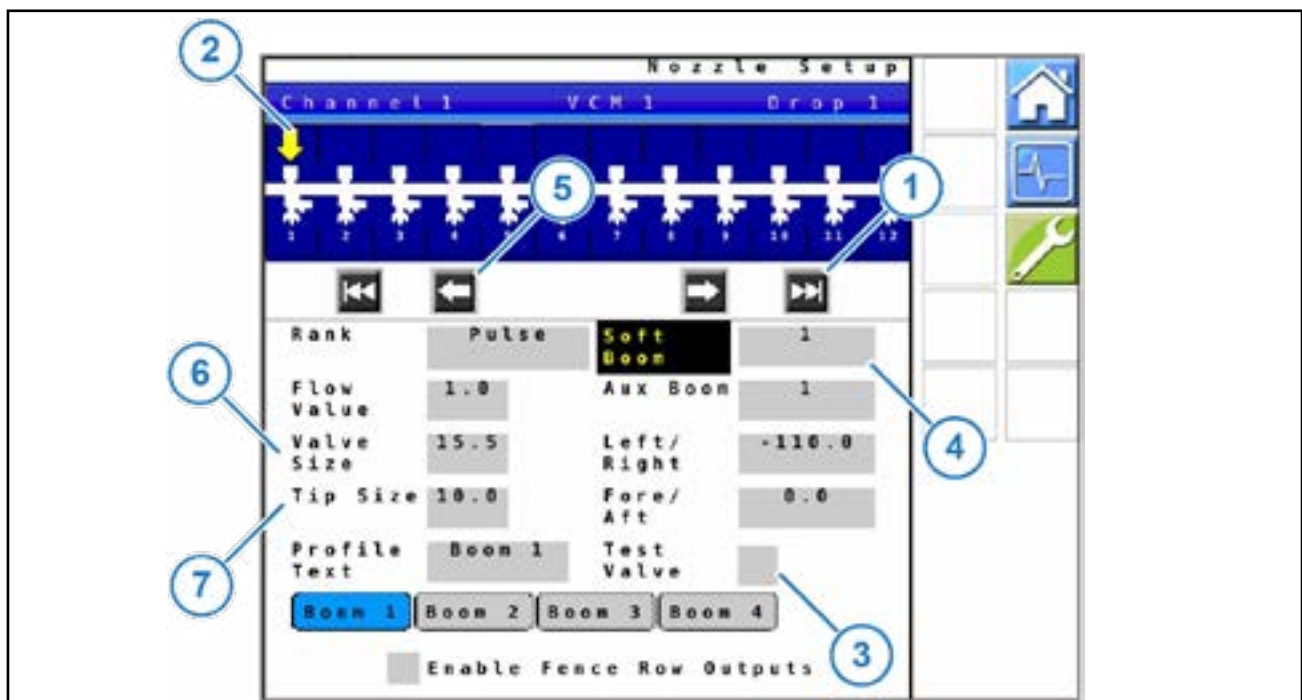 2
Nozzle Setup
Channel 1 VCM 1 Drop 1
5
1
1 2 3 4 5 6 7 8 9 10 11 12
Rank Pulse Soft Boom 1
6
Flow Value 1.0 Aux Boom 1
Valve Size 15.5 Left/Right -110.0
4
Tip Size 10.0 Fore/Aft 0.0
Profile Text Boom 1 Test Valve
7
Boom 1 Boom 2 Boom 3 Boom 4
3
Enable Fence Row Outputs